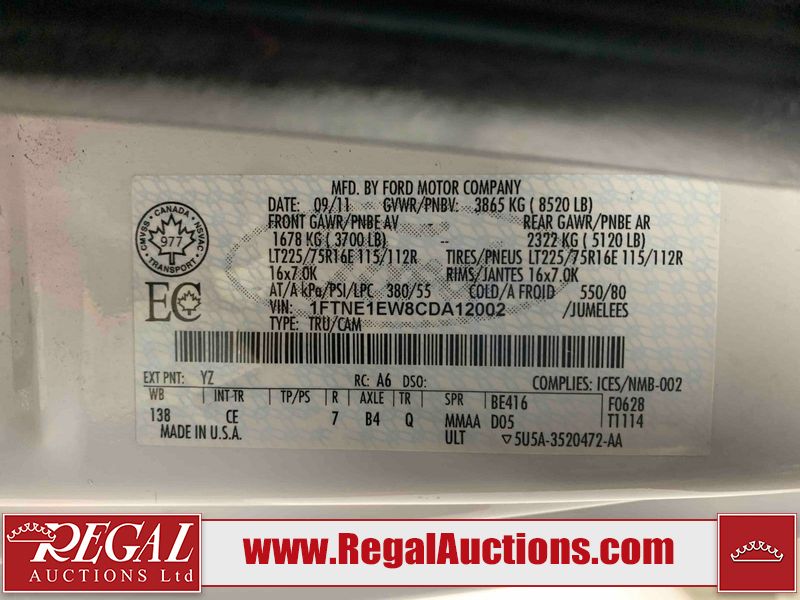 MFD. BY FORD MOTOR COMPANY
DATE: 09/11 GVWR/PNBV: 3865 KG ( 8520 LB)
FRONT GAWR/PNBE AV REAR GAWR/PNBE AR
1678 KG ( 3700 LB) -- 2322 KG ( 5120 LB)
LT225/75R16E 115/112R TIRES/PNEUS LT225/75R16E 115/112R
16x7.0K RIMS/JANTES 16x7.0K
AT/A kPa/PSI/LPC 380/55 COLD/A FROID 550/80
VIN: 1FTNE1EW8CDA12002 /JUMELEES
TYPE: TRU/CAM
CMVSS · CANADA · NSVAC
977
TRANSPORT
EC
EXT PNT: YZ RC: A6 DSO: COMPLIES: ICES/NMB-002
WB INT TR TP/PS R AXLE TR SPR BE416 F0628
138 CE 7 B4 Q MMAA D05 T1114
MADE IN U.S.A. ULT ▽5U5A-3520472-AA
REGAL
AUCTIONS Ltd
www.RegalAuctions.com